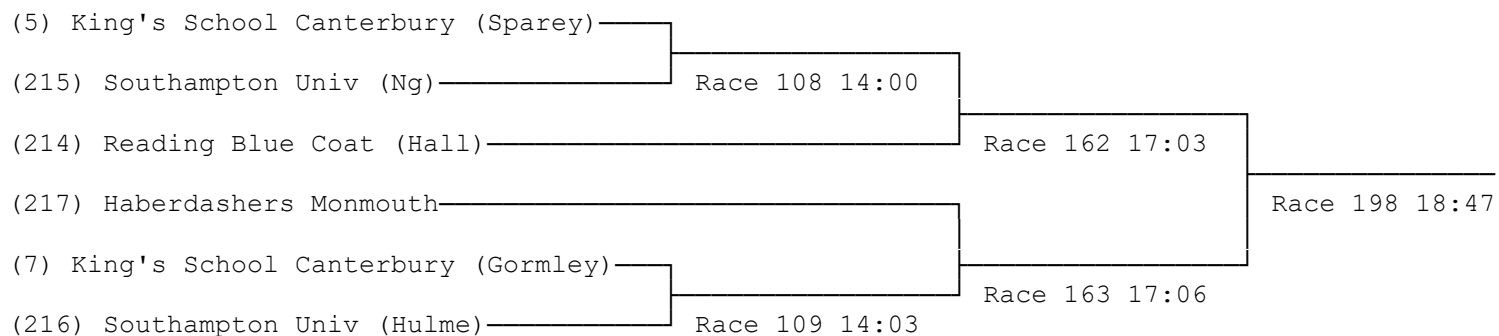 (5) King's School Canterbury (Sparey)
(215) Southampton Univ (Ng)
Race 108 14:00
(214) Reading Blue Coat (Hall)
Race 162 17:03
(217) Haberdashers Monmouth
Race 198 18:47
(7) King's School Canterbury (Gormley)
Race 163 17:06
(216) Southampton Univ (Hulme)
Race 109 14:03